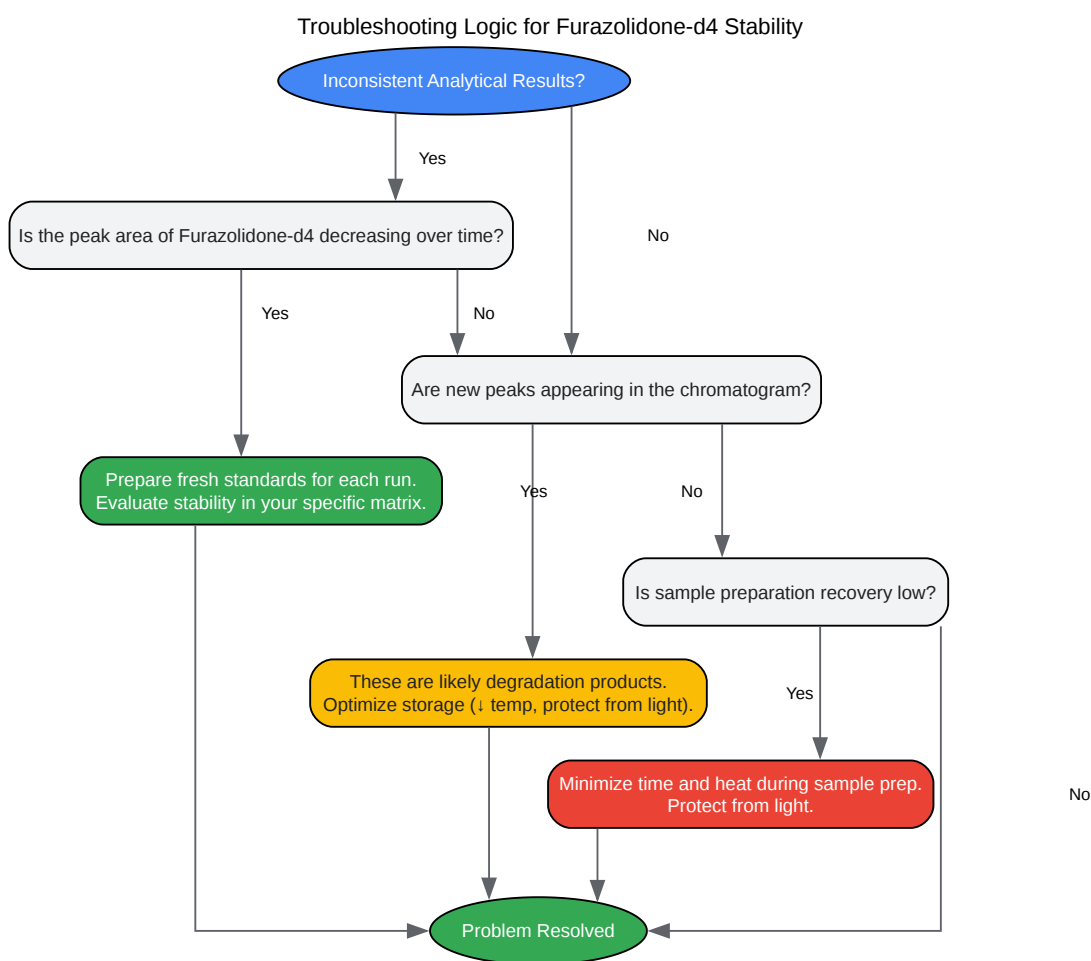 Troubleshooting Logic for Furazolidone-d4 Stability
Inconsistent Analytical Results?
Yes
Is the peak area of Furazolidone-d4 decreasing over time?
No
Yes
No
Are new peaks appearing in the chromatogram?
Prepare fresh standards for each run.
Evaluate stability in your specific matrix.
Yes
No
Is sample preparation recovery low?
These are likely degradation products.
Optimize storage (↓ temp, protect from light).
Yes
Minimize time and heat during sample prep.
Protect from light.
No
Problem Resolved